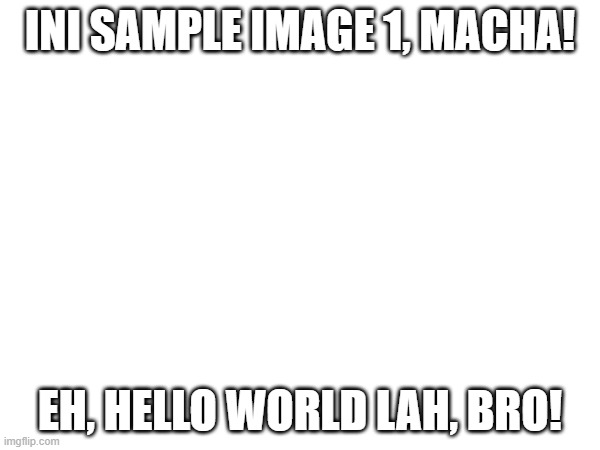 INI SAMPLE IMAGE 1, MACHA!
EH, HELLO WORLD LAH, BRO!
imgflip.com